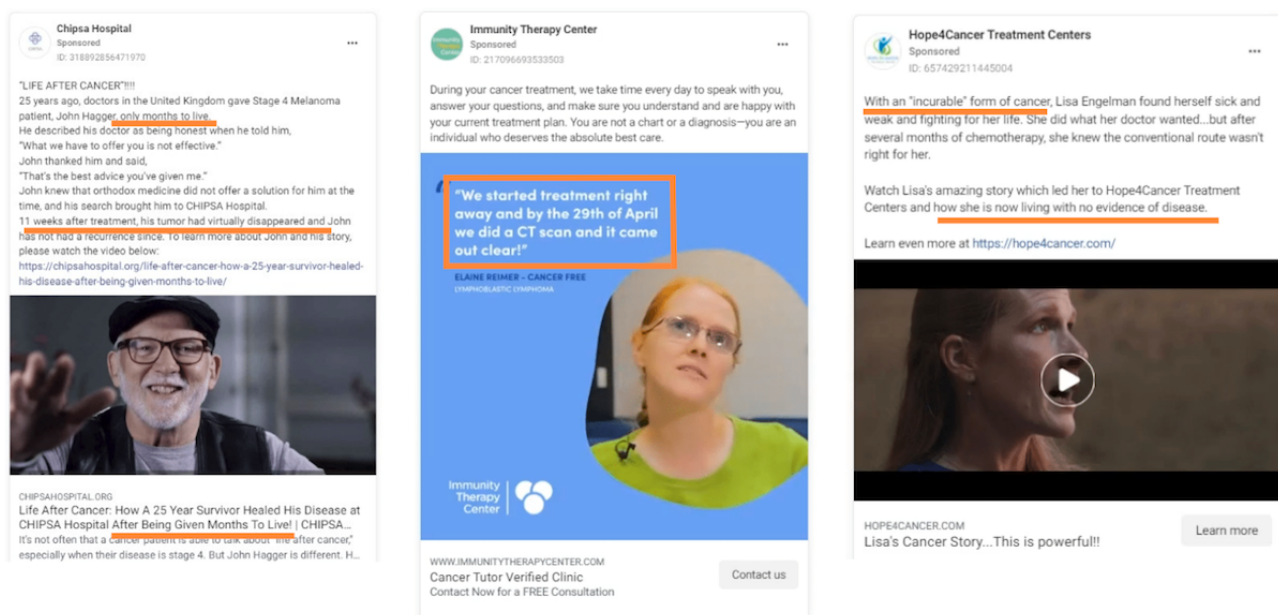 Chipsa Hospital
Sponsored
ID: 318892856471970
"LIFE AFTER CANCER"!!!!
25 years ago, doctors in the United Kingdom gave Stage 4 Melanoma
patient, John Hagger, only months to live.
He described his doctor as being honest when he told him,
"What we have to offer you is not effective."
John thanked him and said,
"That's the best advice you've given me."
John knew that orthodox medicine did not offer a solution for him at the
time, and his search brought him to CHIPSA Hospital.
11 weeks after treatment, his tumor had virtually disappeared and John
has not had a recurrence since. To learn more about John and his story,
please watch the video below:
https://chipsahospital.org/life-after-cancer-how-a-25-year-survivor-healed-
his-disease-after-being-given-months-to-live/
CHIPSAHOSPITAL.ORG
Life After Cancer: How A 25 Year Survivor Healed His Disease at
CHIPSA Hospital After Being Given Months To Live! | CHIPSA...
It's not often that a cancer patient is able to talk about "life after cancer,"
especially when their disease is stage 4. But John Hagger is different. H...
Immunity Therapy Center
Sponsored
ID: 217096693533503
During your cancer treatment, we take time every day to speak with you,
answer your questions, and make sure you understand and are happy with
your current treatment plan. You are not a chart or a diagnosis—you are an
individual who deserves the absolute best care.
"We started treatment right
away and by the 29th of April
we did a CT scan and it came
out clear!"
ELAINE REIMER - CANCER FREE
LYMPHOBLASTIC LYMPHOMA
Immunity
Therapy
Center
WWW.IMMUNITYTHERAPYCENTER.COM
Cancer Tutor Verified Clinic
Contact Now for a FREE Consultation
Contact us
Hope4Cancer Treatment Centers
Sponsored
ID: 657429211445004
With an "incurable" form of cancer, Lisa Engelman found herself sick and
weak and fighting for her life. She did what her doctor wanted...but after
several months of chemotherapy, she knew the conventional route wasn't
right for her.
Watch Lisa's amazing story which led her to Hope4Cancer Treatment
Centers and how she is now living with no evidence of disease.
Learn even more at https://hope4cancer.com/
HOPE4CANCER.COM
Lisa's Cancer Story...This is powerful!!
Learn more